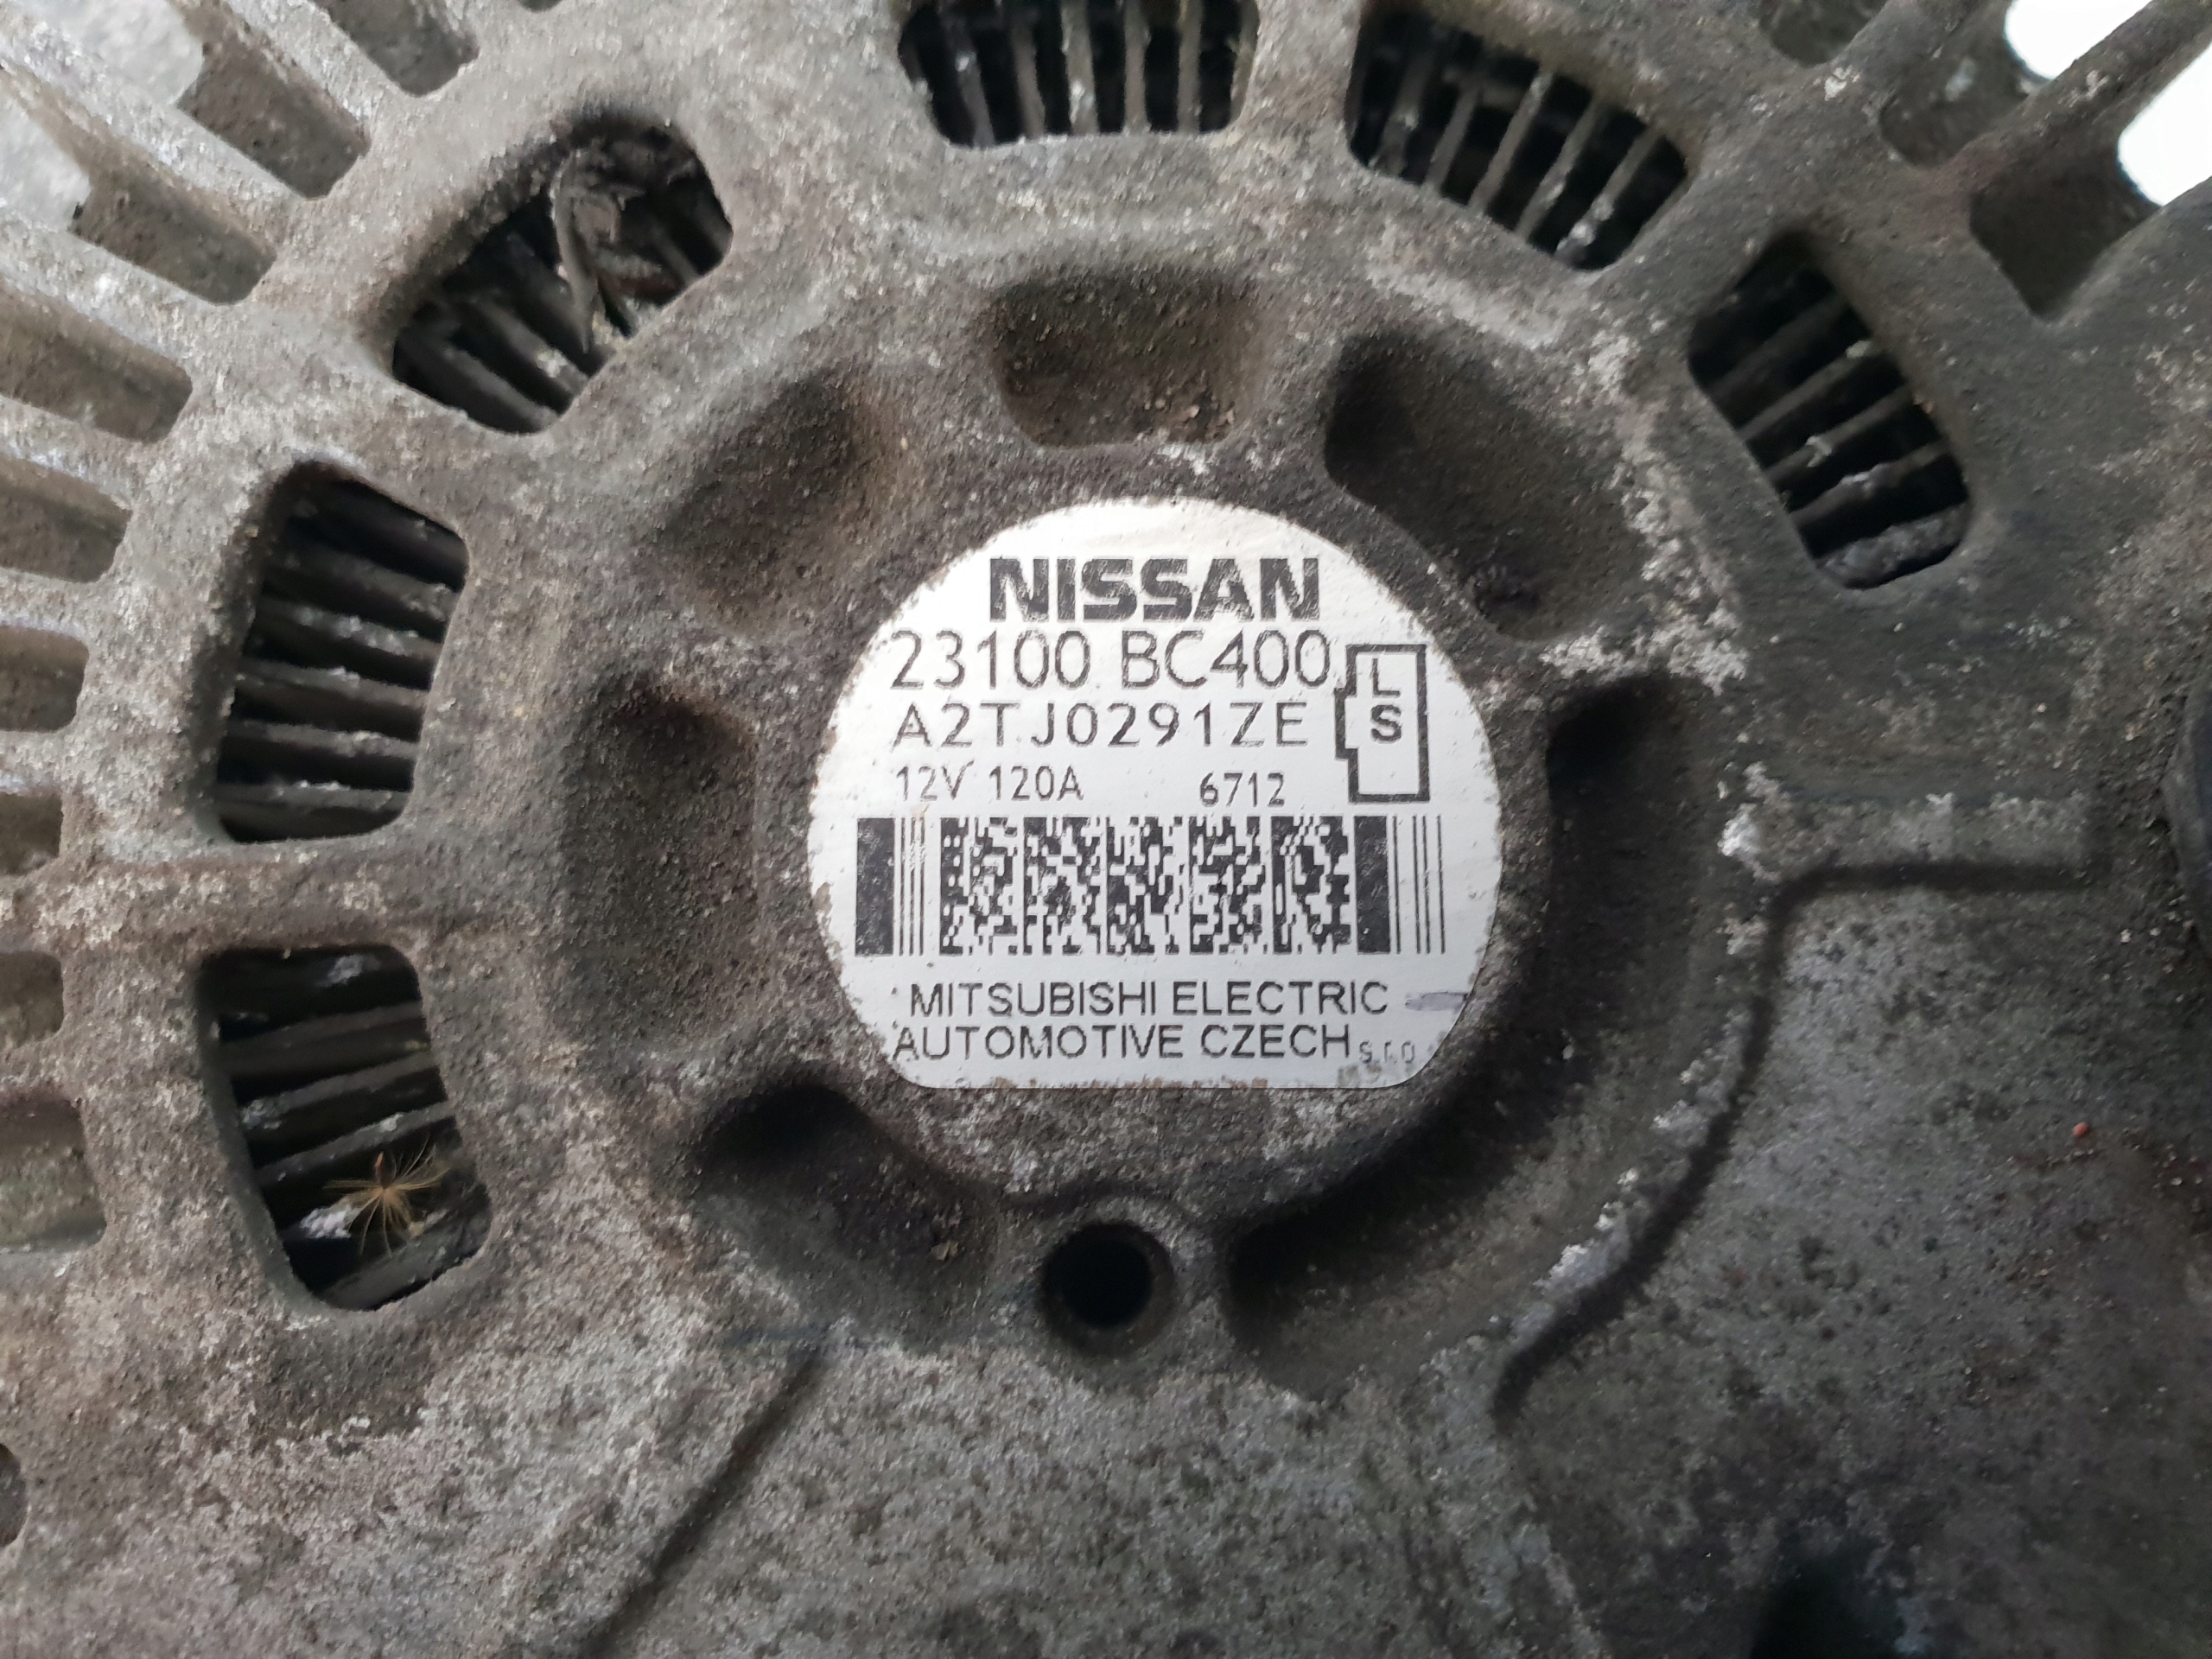 NISSAN
23100 BC400
L
A2TJ0291ZE
S
12V 120A 6712
MITSUBISHI ELECTRIC
AUTOMOTIVE CZECH s.r.o